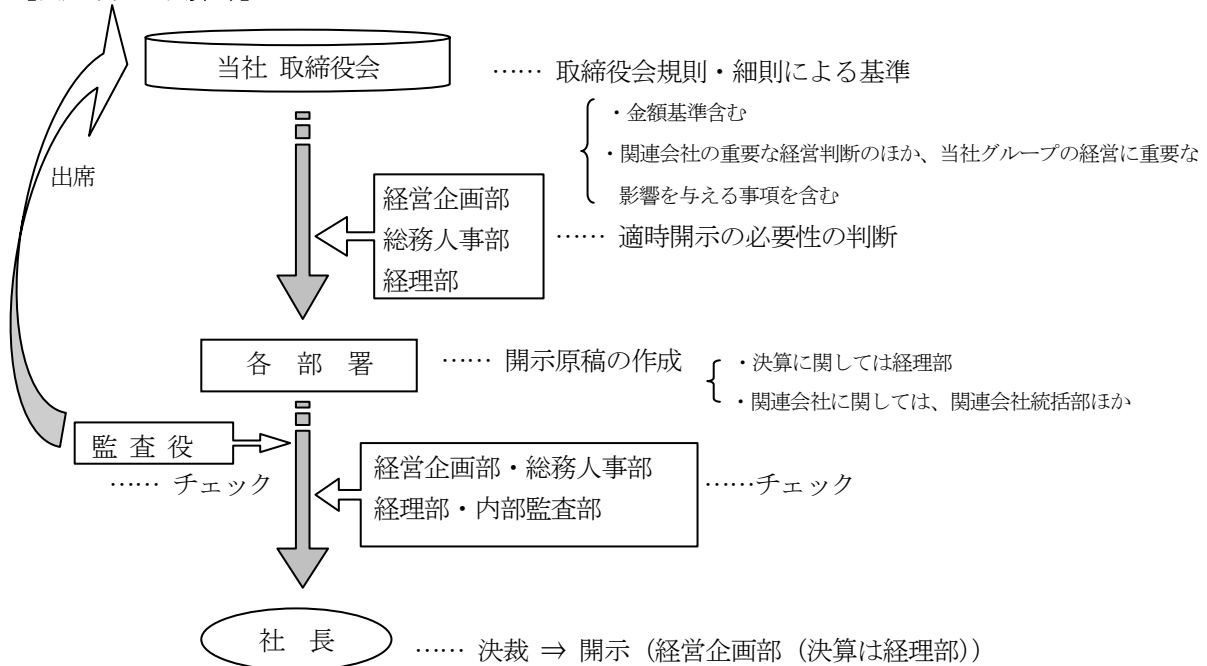 当社 取締役会
…… 取締役会規則・細則による基準
・金額基準含む
・関連会社の重要な経営判断のほか、当社グループの経営に重要な
影響を与える事項を含む
出席
経営企画部
総務人事部
経理部
…… 適時開示の必要性の判断
各 部 署
…… 開示原稿の作成
・決算に関しては経理部
・関連会社に関しては、関連会社統括部ほか
監 査 役
…… チェック
経営企画部・総務人事部
経理部・内部監査部
……チェック
社 長
…… 決裁 ⇒ 開示（経営企画部（決算は経理部））